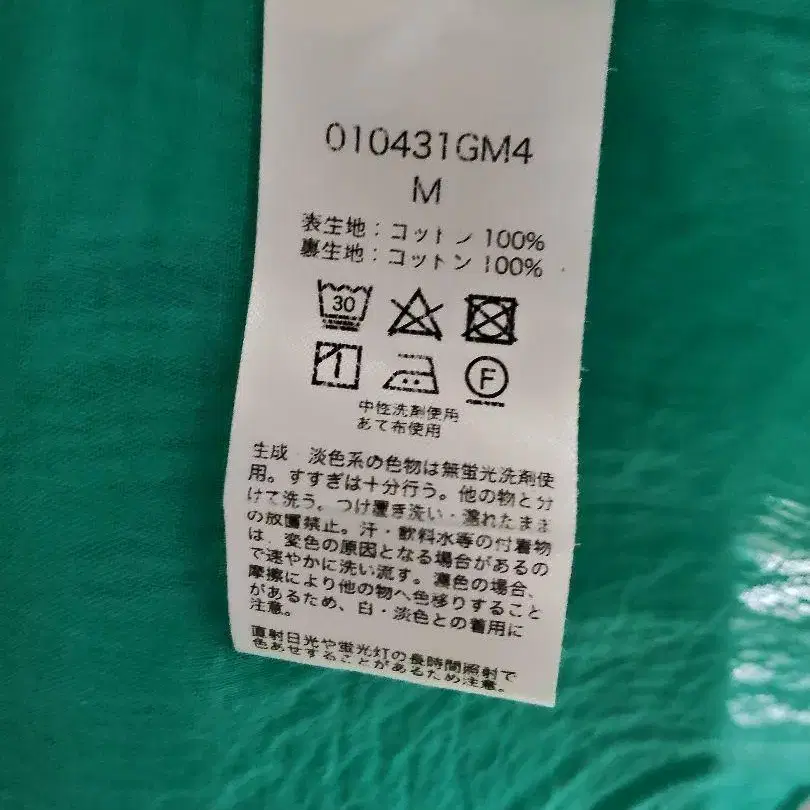 010431GM4
M
表生地：コットン 100%
裏生地：コットン 100%
30
F
中性洗剤使用
あて布使用
生成・淡色系の色物は無蛍光洗剤使
用。すすぎは十分行う。他の物と分
けて洗う。つけ置き洗い・濡れたまま
の放置禁止。汗・飲料水等の付着物
は、変色の原因となる場合があるの
で速やかに洗い流す。濃色の場合、
摩擦により他の物へ色移りすること
があるため、白・淡色との着用に
注意。
直射日光や蛍光灯の長時間照射で
色あせすることがあるため注意。